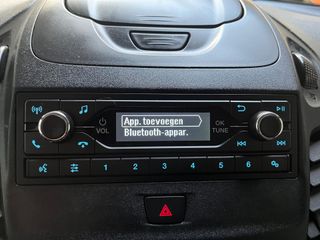 App. toevoegen
Bluetooth-appar.
VOL
OK
TUNE
1 2 3 4 5 6